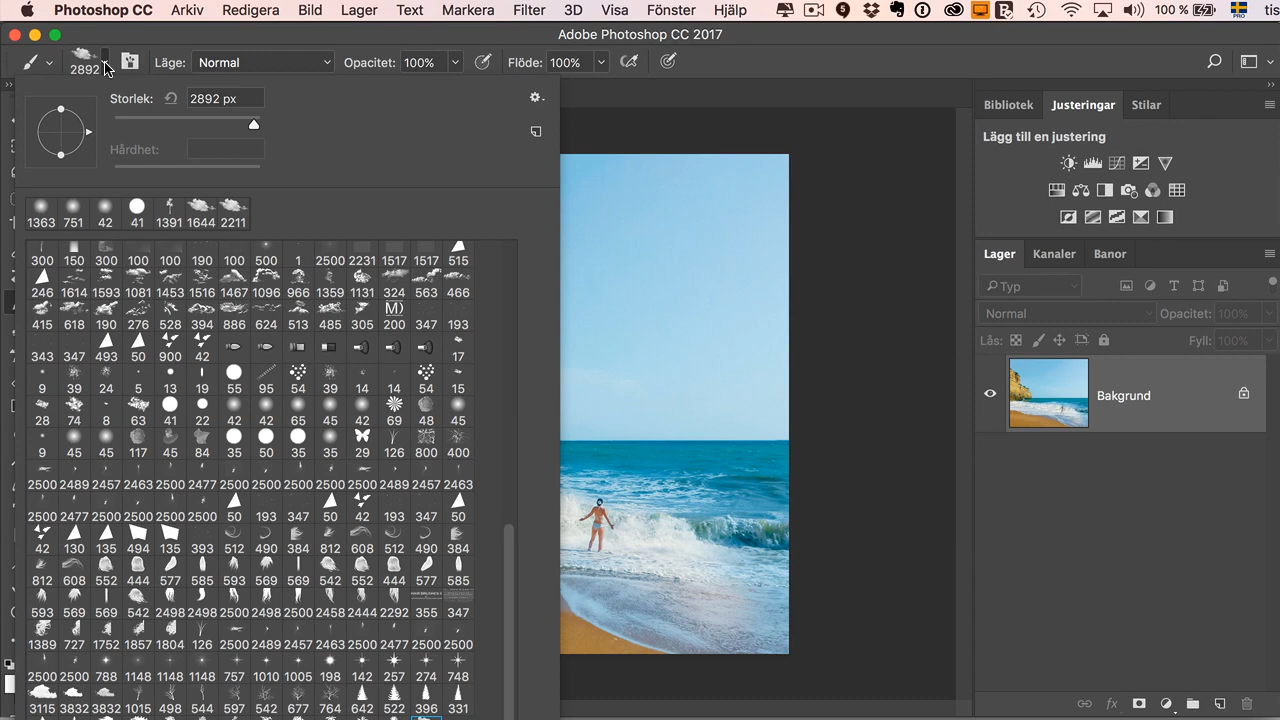 Photoshop CC Arkiv Redigera Bild Lager Text Markera Filter 3D Visa Fönster Hjälp 100 % tis
Adobe Photoshop CC 2017
2892 Läge: Normal Opacitet: 100% Flöde: 100%
Storlek: 2892 px
Hårdhet:
1363 751 42 41 1391 1644 2211
300 150 300 100 100 190 100 500 1 2500 2231 1517 1517 515
246 1614 1593 1081 1453 1516 1467 1096 966 1359 1131 324 563 466
415 618 190 276 528 394 886 624 513 485 305 200 347 193
343 347 493 50 900 42 17
9 39 24 5 13 19 55 95 54 39 14 14 54 15
28 74 8 63 41 22 42 42 65 45 42 69 48 45
9 45 45 117 45 84 35 50 35 35 29 126 800 400
2500 2489 2457 2463 2500 2477 2500 2500 2500 2500 2500 2489 2457 2463
2500 2477 2500 2500 2500 2500 50 193 347 50 42 193 347 50
42 130 135 494 135 393 512 490 384 812 608 512 490 384
812 608 552 444 577 585 593 569 569 542 552 444 577 585
593 569 569 542 2498 2498 2500 2498 2500 2458 2444 2292 355 347
1389 727 1752 1857 1804 126 2500 2489 2457 2463 2500 2477 2500 2500
2500 2500 788 1148 1148 1148 757 1010 1005 198 142 257 274 748
3115 3832 3832 1015 498 544 597 542 677 764 642 522 396 331
Bibliotek Justeringar Stilar
Lägg till en justering
Lager Kanaler Banor
Typ
Normal Opacitet: 100%
Lås: Fyll: 100%
Bakgrund